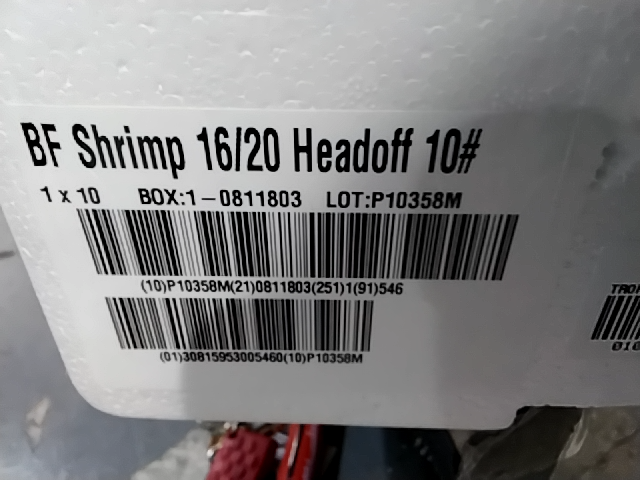 BF Shrimp 16/20 Headoff 10#
1 x 10 BOX:1-0811803 LOT:P10358M
(10)P10358M(21)0811803(251)1(91)546
(01)30815953005460(10)P10358M